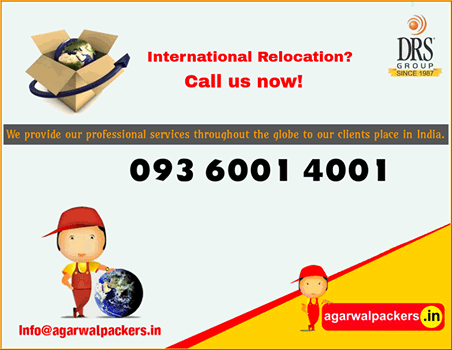 International Relocation?
Call us now!
DRS
GROUP
SINCE 1987
We provide our professional services throughout the globe to our clients place in India.
093 6001 4001
Info@agarwalpackers.in
agarwalpackers.in